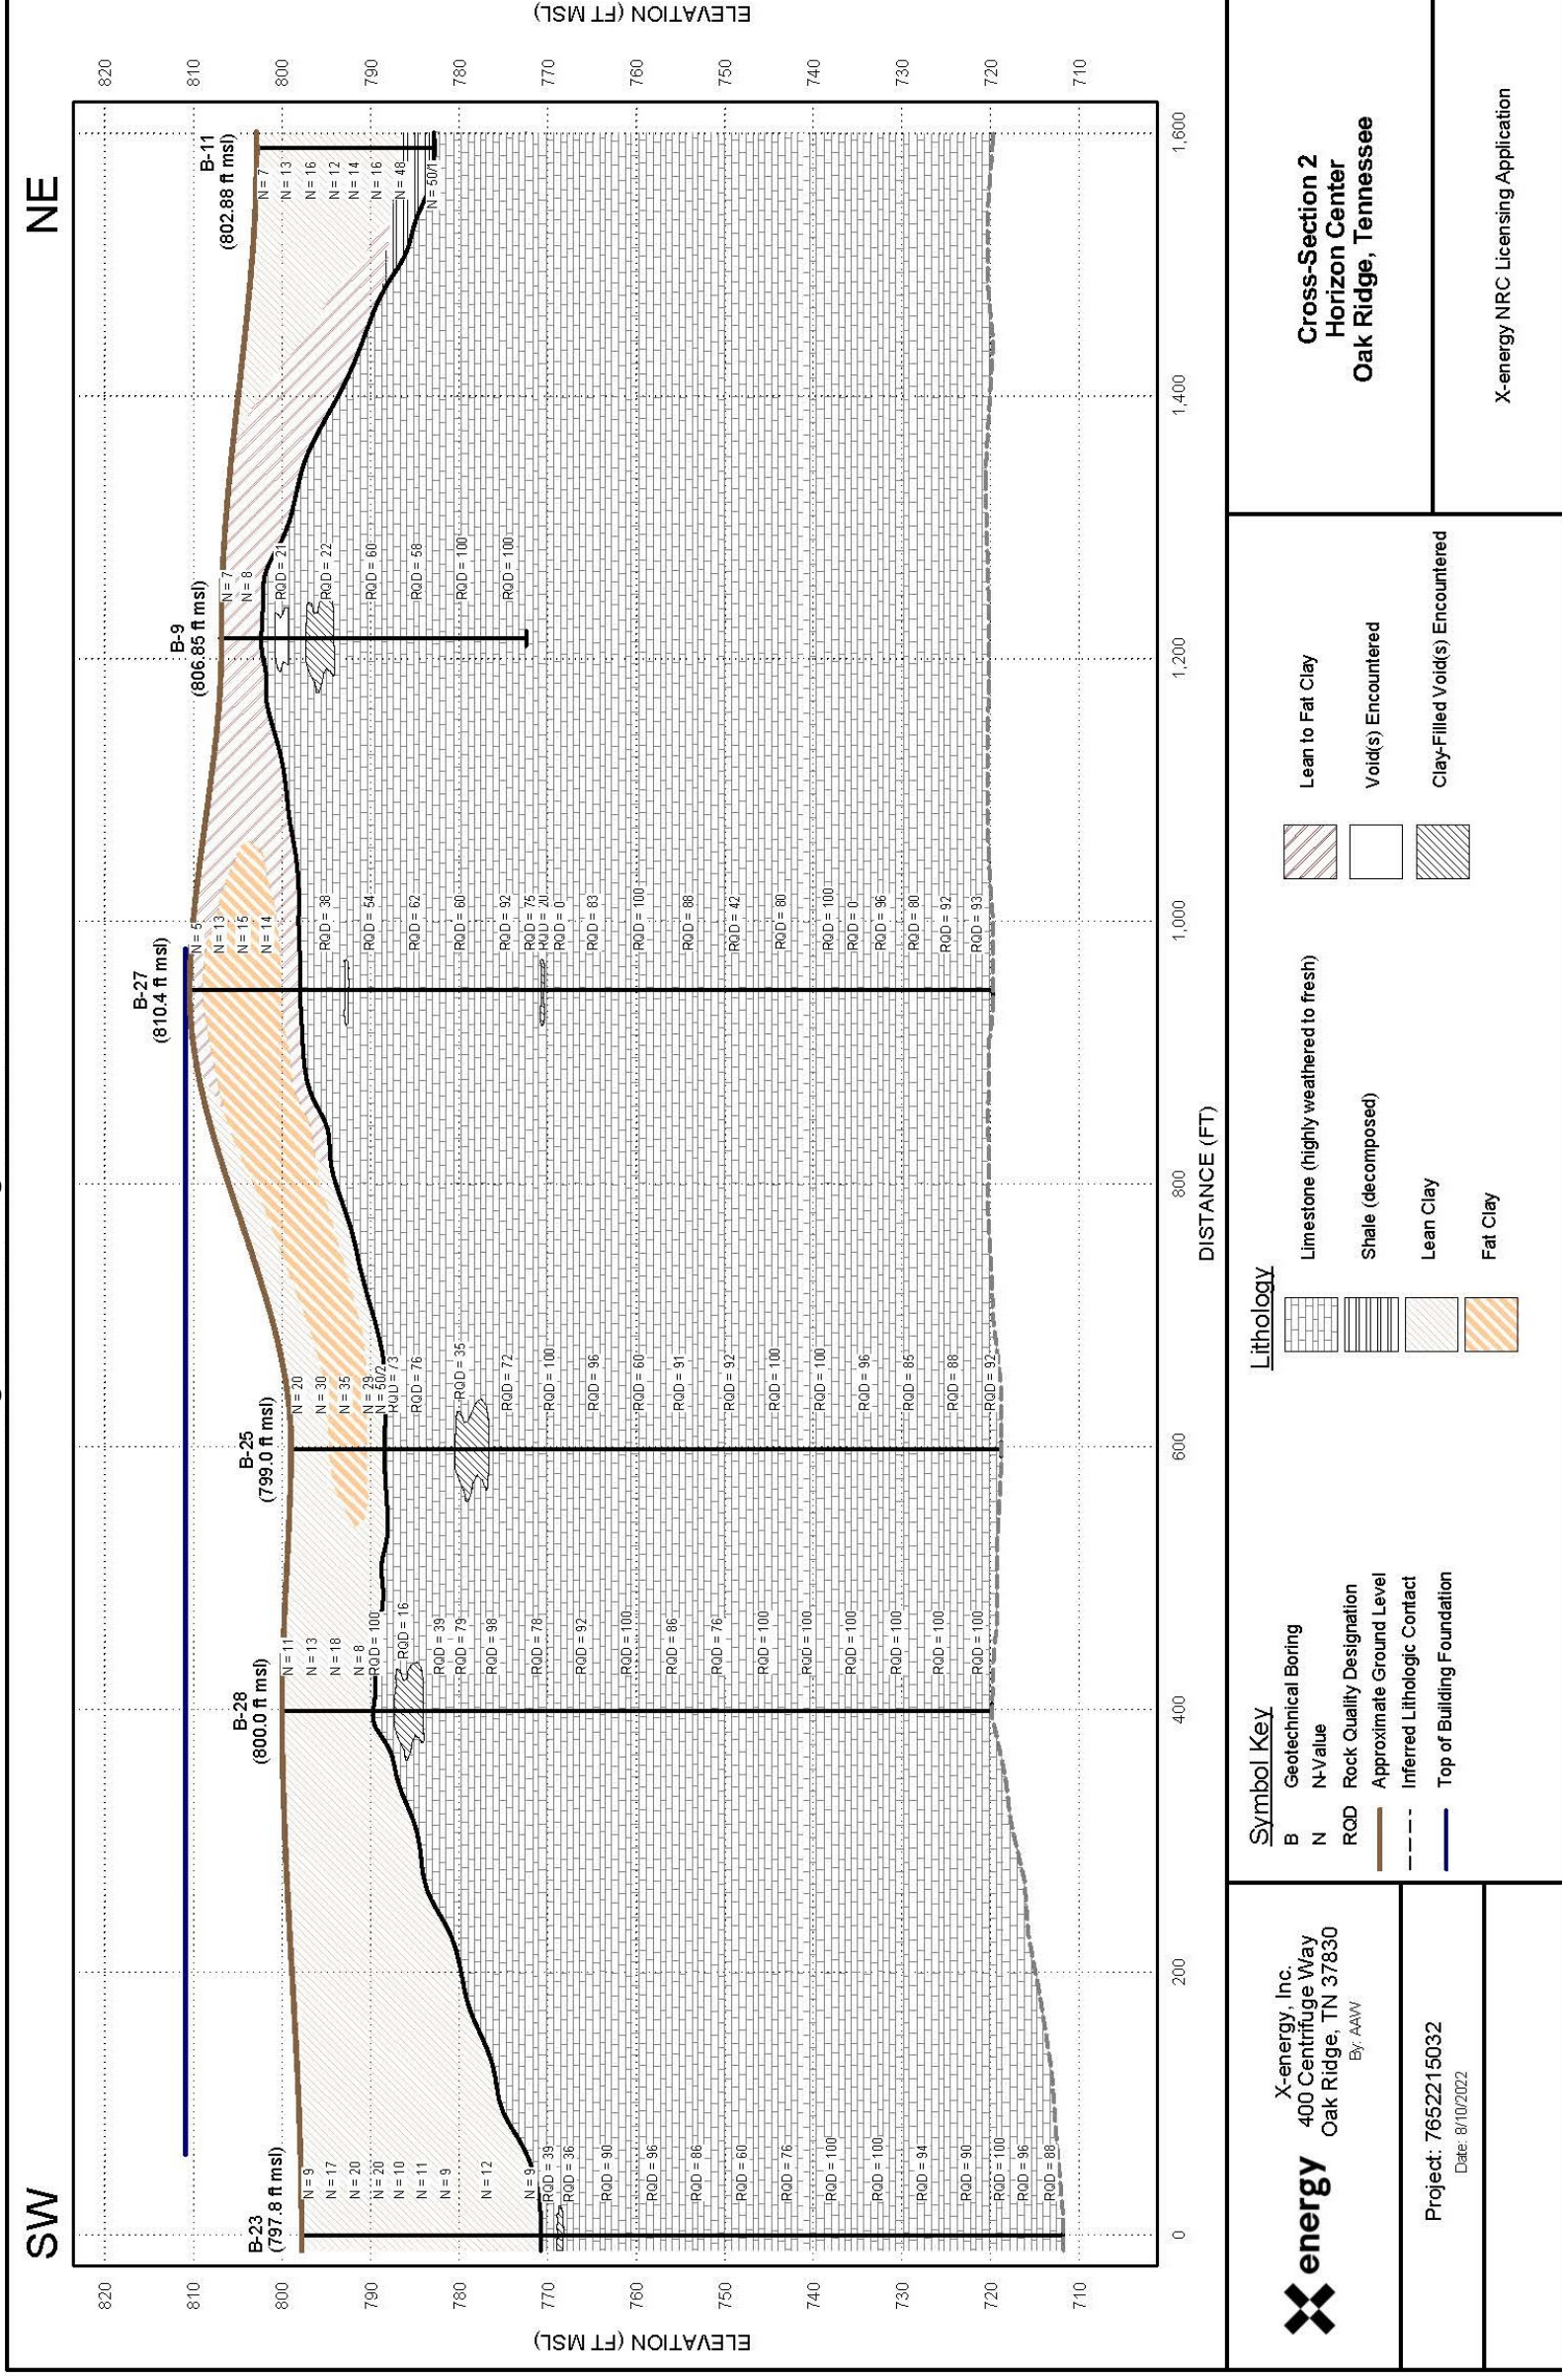 SW
NE
B-23
(797.8 ft msl)
B-28
(800.0 ft msl)
B-25
(799.0 ft msl)
B-27
(810.4 ft msl)
B-9
(806.85 ft msl)
B-11
(802.88 ft msl)
ELEVATION (FT MSL)
820
810
800
790
780
770
760
750
740
730
720
710
N = 9
N = 17
N = 20
N = 20
N = 10
N = 11
N = 9
N = 12
N = 9
RQD = 39
RQD = 36
RQD = 90
RQD = 96
RQD = 86
RQD = 60
RQD = 76
RQD = 100
RQD = 100
RQD = 94
RQD = 90
RQD = 100
RQD = 96
RQD = 88
N = 11
N = 13
N = 18
N = 8
RQD = 100
RQD = 16
RQD = 39
RQD = 79
RQD = 98
RQD = 78
RQD = 92
RQD = 100
RQD = 86
RQD = 76
RQD = 100
RQD = 100
RQD = 100
RQD = 100
RQD = 100
RQD = 100
N = 20
N = 30
N = 35
N = 29
N = 50/2
RQD = 73
RQD = 76
RQD = 35
RQD = 72
RQD = 100
RQD = 96
RQD = 60
RQD = 91
RQD = 92
RQD = 100
RQD = 100
RQD = 96
RQD = 85
RQD = 88
RQD = 92
N = 5
N = 13
N = 15
N = 14
RQD = 38
RQD = 54
RQD = 62
RQD = 60
RQD = 92
RQD = 75
RQD = 20
RQD = 0
RQD = 83
RQD = 100
RQD = 88
RQD = 42
RQD = 80
RQD = 100
RQD = 0
RQD = 96
RQD = 80
RQD = 92
RQD = 93
N = 7
N = 8
RQD = 21
RQD = 22
RQD = 60
RQD = 58
RQD = 100
RQD = 100
N = 7
N = 13
N = 16
N = 12
N = 14
N = 16
N = 48
N = 50/1
820
810
800
790
780
770
760
750
740
730
720
710
ELEVATION (FT MSL)
0
200
400
600
800
1,000
1,200
1,400
1,600
DISTANCE (FT)
energy
X-energy, Inc.
400 Centrifuge Way
Oak Ridge, TN 37830
By: AAW
Project: 7652215032
Date: 8/10/2022
Symbol Key
B Geotechnical Boring
N N-Value
RQD Rock Quality Designation
Approximate Ground Level
Inferred Lithologic Contact
Top of Building Foundation
Lithology
Limestone (highly weathered to fresh)
Shale (decomposed)
Lean Clay
Fat Clay
Lean to Fat Clay
Void(s) Encountered
Clay-Filled Void(s) Encountered
Cross-Section 2
Horizon Center
Oak Ridge, Tennessee
X-energy NRC Licensing Application